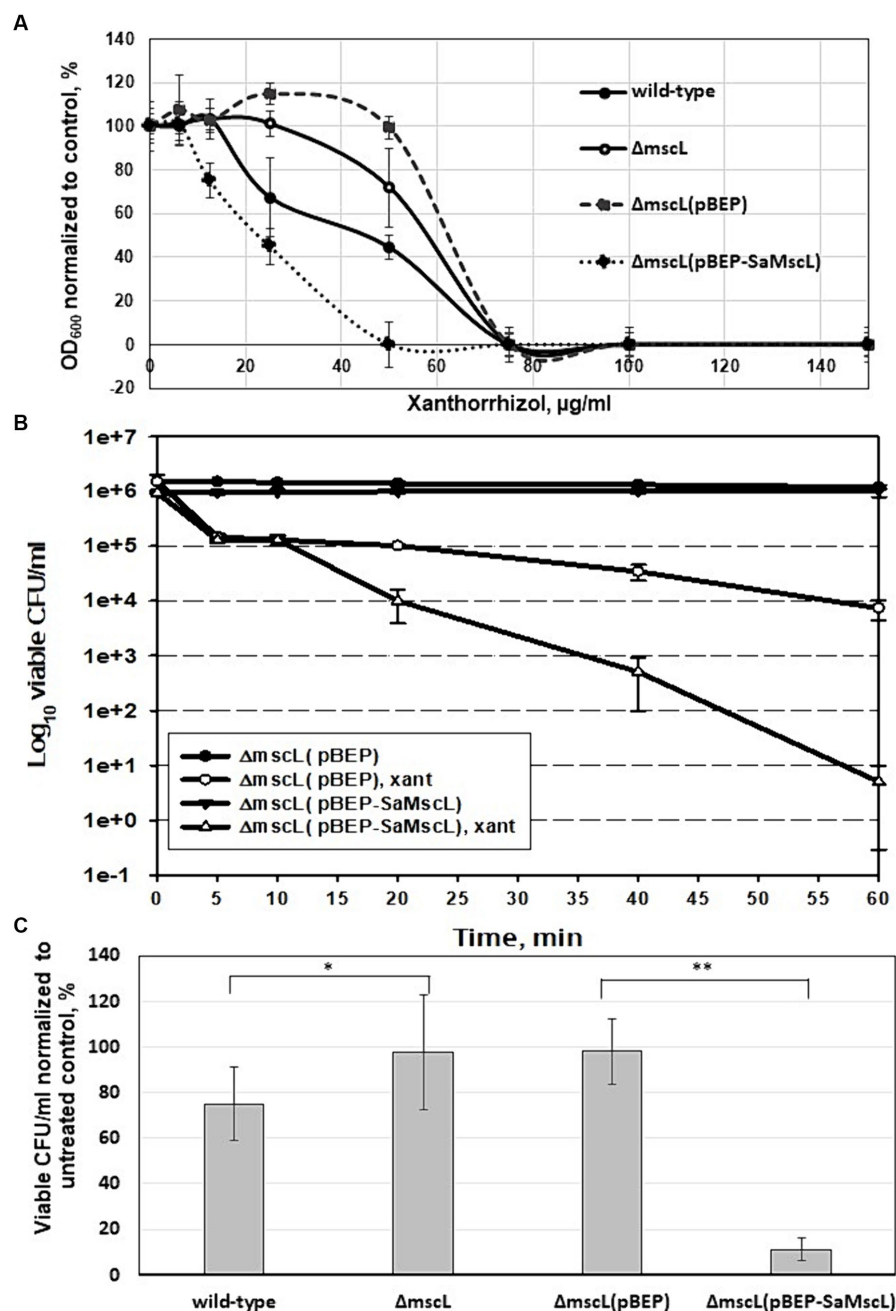 A
OD600 normalized to control, %
140
120
100
80
60
40
20
0
-20
0
20
40
60
80
100
120
140
wild-type
ΔmscL
ΔmscL(pBEP)
ΔmscL(pBEP-SaMscL)
Xanthorrhizol, µg/ml
B
Log10 viable CFU/ml
1e+7
1e+6
1e+5
1e+4
1e+3
1e+2
1e+1
1e+0
1e-1
ΔmscL( pBEP)
ΔmscL( pBEP), xant
ΔmscL( pBEP-SaMscL)
ΔmscL( pBEP-SaMscL), xant
0
5
10
15
20
25
30
35
40
45
50
55
60
Time, min
C
Viable CFU/ml normalized to
untreated control, %
140
120
100
80
60
40
20
0
*
**
wild-type
ΔmscL
ΔmscL(pBEP)
ΔmscL(pBEP-SaMscL)